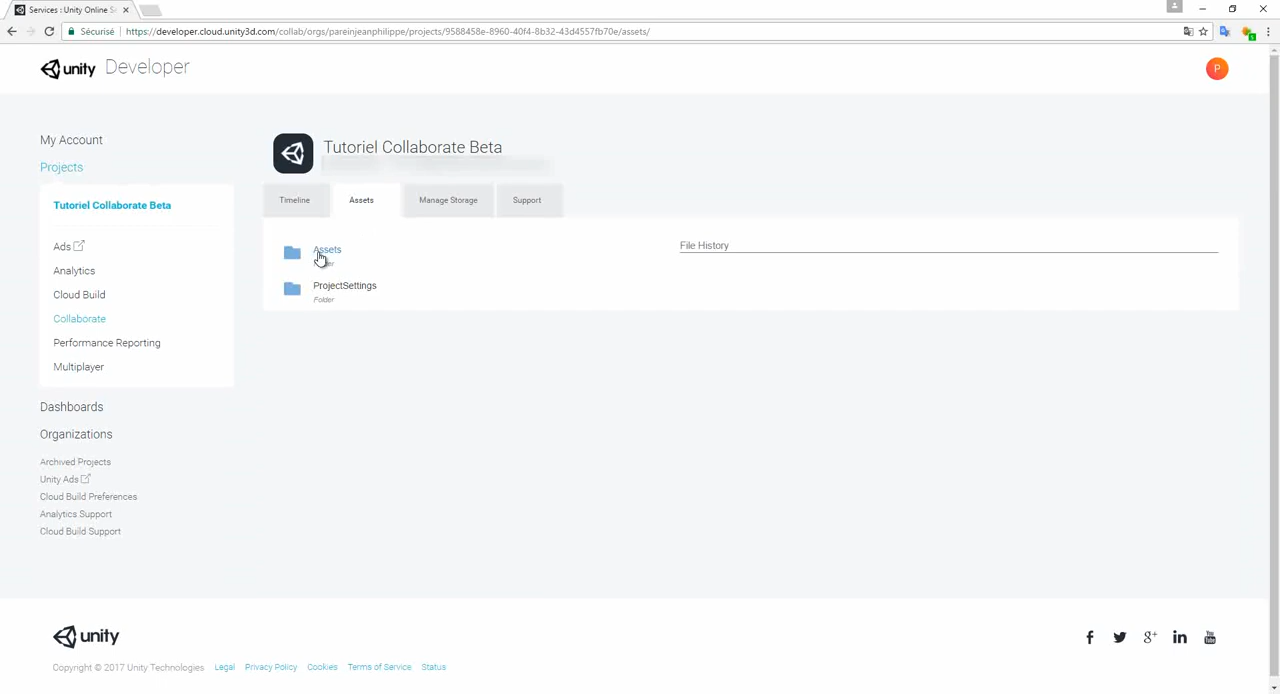 Services : Unity Online S
Sécurisé
https://developer.cloud.unity3d.com/collab/orgs/pareinjeanphilippe/projects/9588458e-8960-40f4-8b32-43d4557fb70e/assets/
unity Developer
P
My Account
Projects
Tutoriel Collaborate Beta
Ads
Analytics
Cloud Build
Collaborate
Performance Reporting
Multiplayer
Dashboards
Organizations
Archived Projects
Unity Ads
Cloud Build Preferences
Analytics Support
Cloud Build Support
Tutoriel Collaborate Beta
Timeline
Assets
Manage Storage
Support
Assets
ProjectSettings
Folder
File History
unity
Copyright © 2017 Unity Technologies
Legal
Privacy Policy
Cookies
Terms of Service
Status